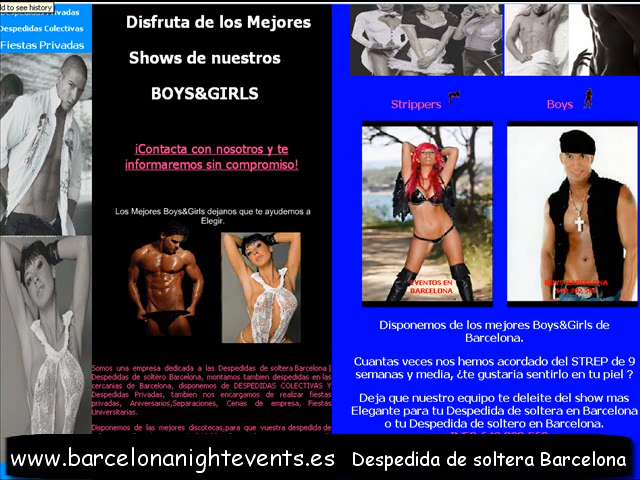 ld to see history
Despedidas Privadas
Despedidas Colectivas
Fiestas Privadas
Disfruta de los Mejores
Shows de nuestros
BOYS&GIRLS
¡Contacta con nosotros y te
informaremos sin compromiso!
Los Mejores Boys&Girls dejanos que te ayudemos a
Elegir.
Somos una empresa dedicada a las Despedidas de soltera Barcelona|
Despedidas de soltero Barcelona, montamos tambien despedidas en las
cercanias de Barcelona, disponemos de DESPEDIDAS COLECTIVAS Y
Despedidas Privadas, tambien nos encargamos de realizar fiestas
privadas, Aniversarios,Separaciones, Cenas de empresa, Fiestas
Universitarias.
Disponemos de las mejores discotecas,para que vuestra despedida de
Strippers
Boys
EVENTOS EN
BARCELONA
BOYS BARCELONA
Disponemos de los mejores Boys&Girls de
Barcelona.
Cuantas veces nos hemos acordado del STREP de 9
semanas y media, ¿te gustaria sentirlo en tu piel ?
Deja que nuestro equipo te deleite del show mas
Elegante para tu Despedida de soltera en Barcelona
o tu Despedida de soltero en Barcelona.
www.barcelonanightevents.es Despedida de soltera Barcelona